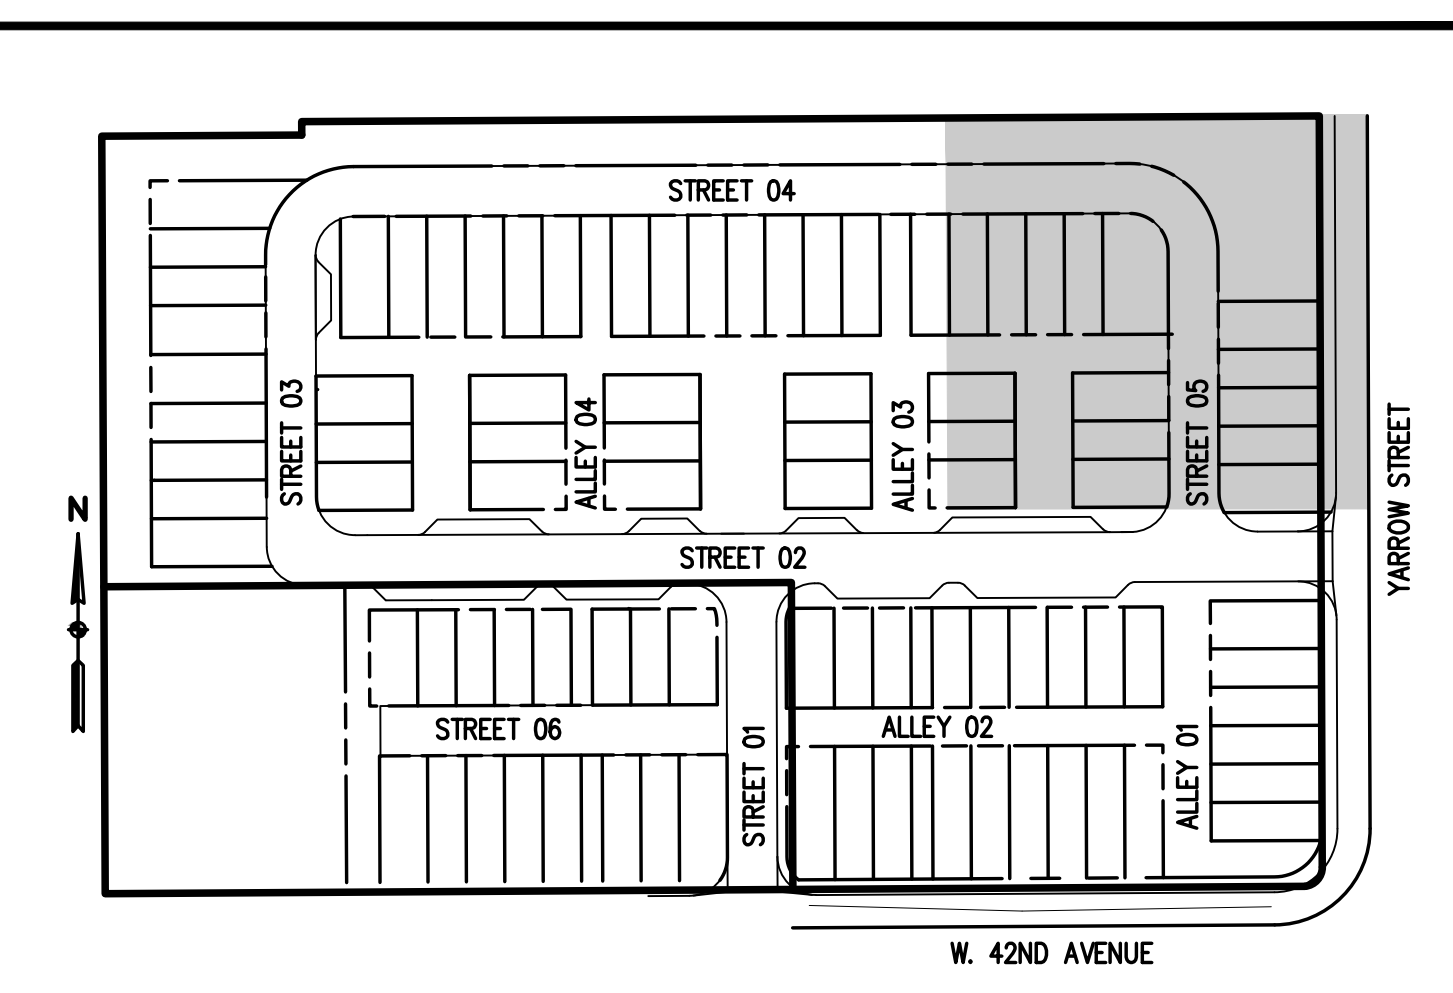 STREET 04
STREET 03
ALLEY 04
ALLEY 03
STREET 05
YARROW STREET
N
STREET 02
STREET 06
STREET 01
ALLEY 02
ALLEY 01
W. 42ND AVENUE